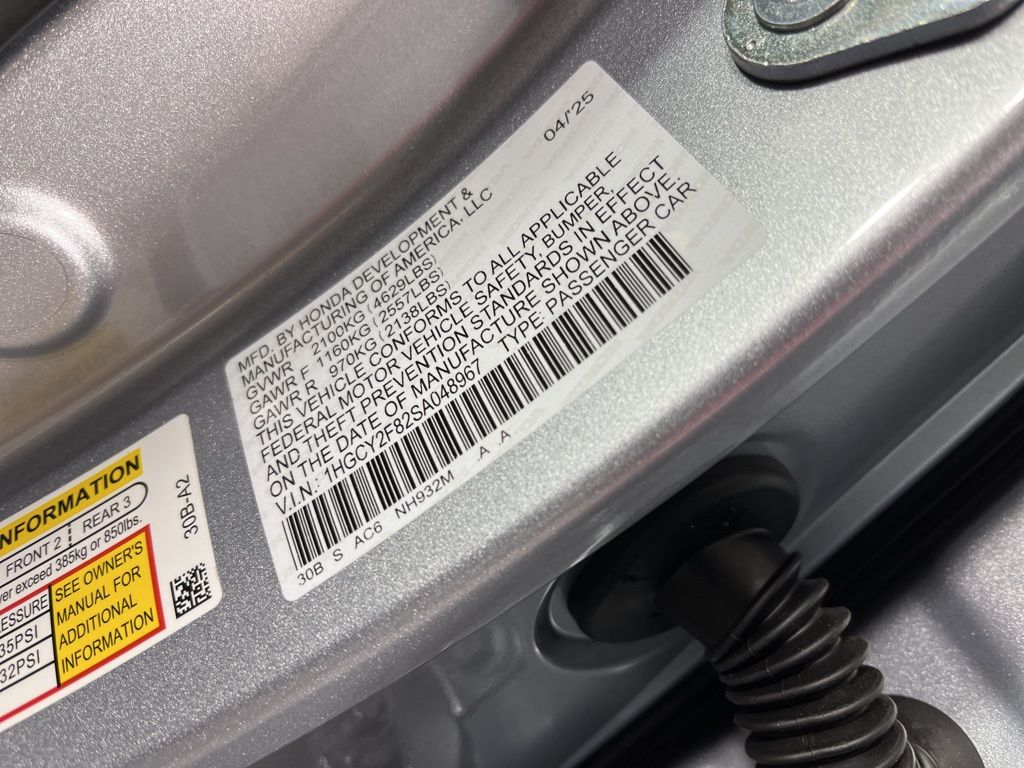 04/'25
MFD. BY HONDA DEVELOPMENT &
MANUFACTURING OF AMERICA, LLC
GVWR 2100KG ( 4629LBS)
GAWR F 1160KG ( 2557LBS)
GAWR R 970KG ( 2138LBS)
THIS VEHICLE CONFORMS TO ALL APPLICABLE
FEDERAL MOTOR VEHICLE SAFETY, BUMPER,
AND THEFT PREVENTION STANDARDS IN EFFECT
ON THE DATE OF MANUFACTURE SHOWN ABOVE.
V.I.N: 1HGCY2F82SA048967 TYPE: PASSENGER CAR
30B S AC6 NH932M A A
INFORMATION
FRONT 2 REAR 3
exceed 385kg or 850lbs.
35PSI
32PSI
SEE OWNER'S
MANUAL FOR
ADDITIONAL
INFORMATION
30B-A2